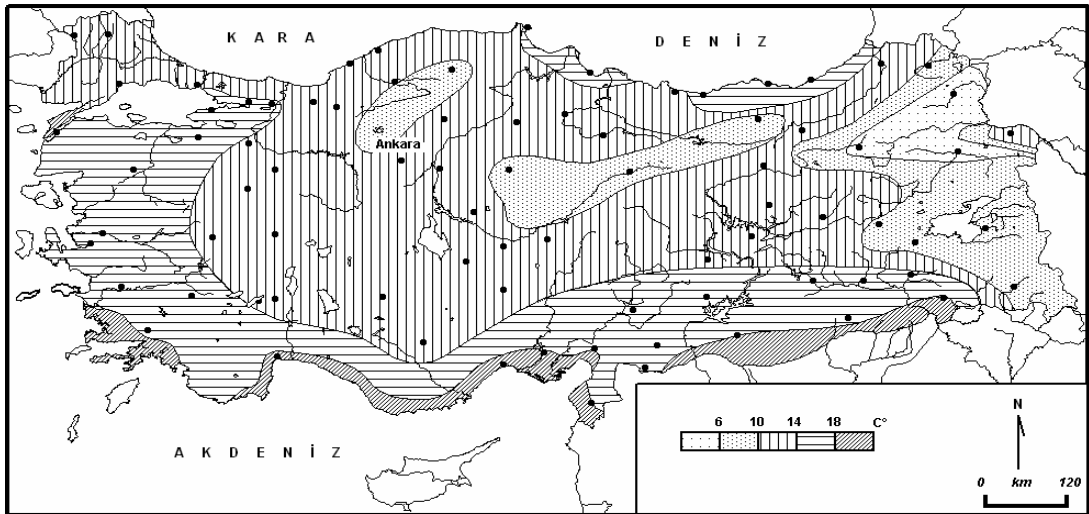 K A R A
D E N İ Z
Ankara
A K D E N İ Z
6 10 14 18 C°
N
0 km 120